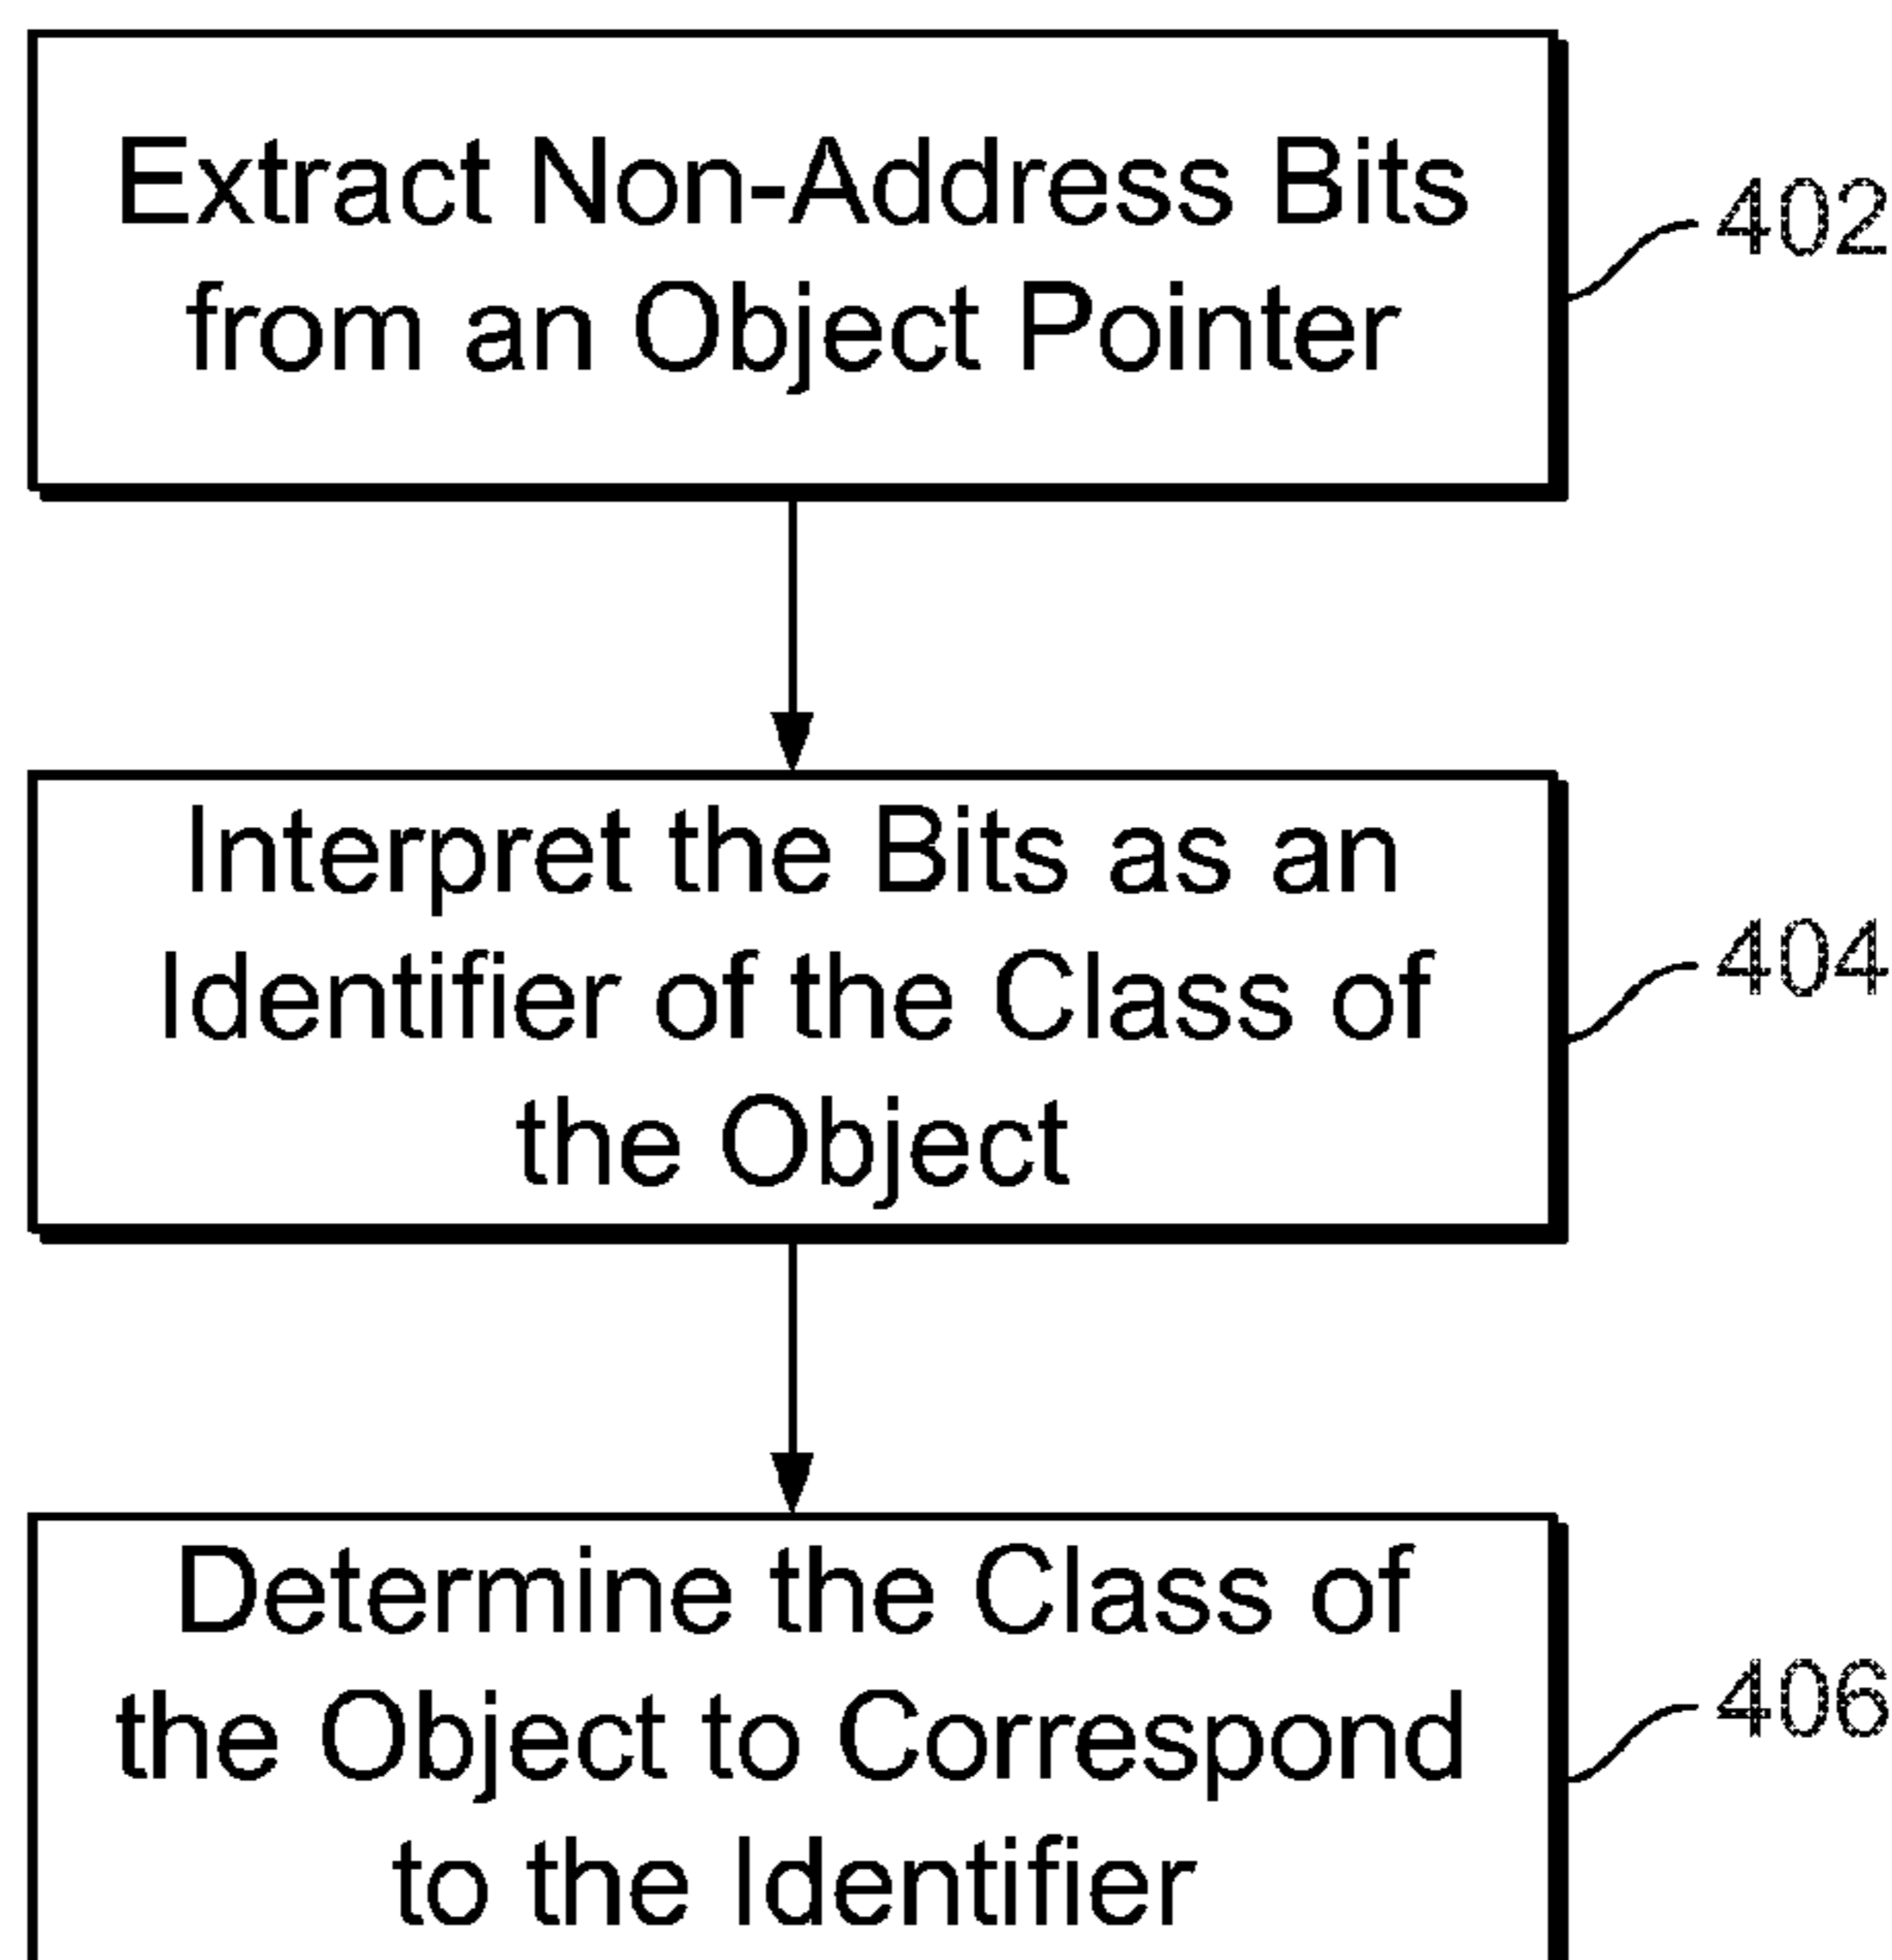 Extract Non-Address Bits
from an Object Pointer
402
Interpret the Bits as an
Identifier of the Class of
the Object
404
Determine the Class of
the Object to Correspond
to the Identifier
406